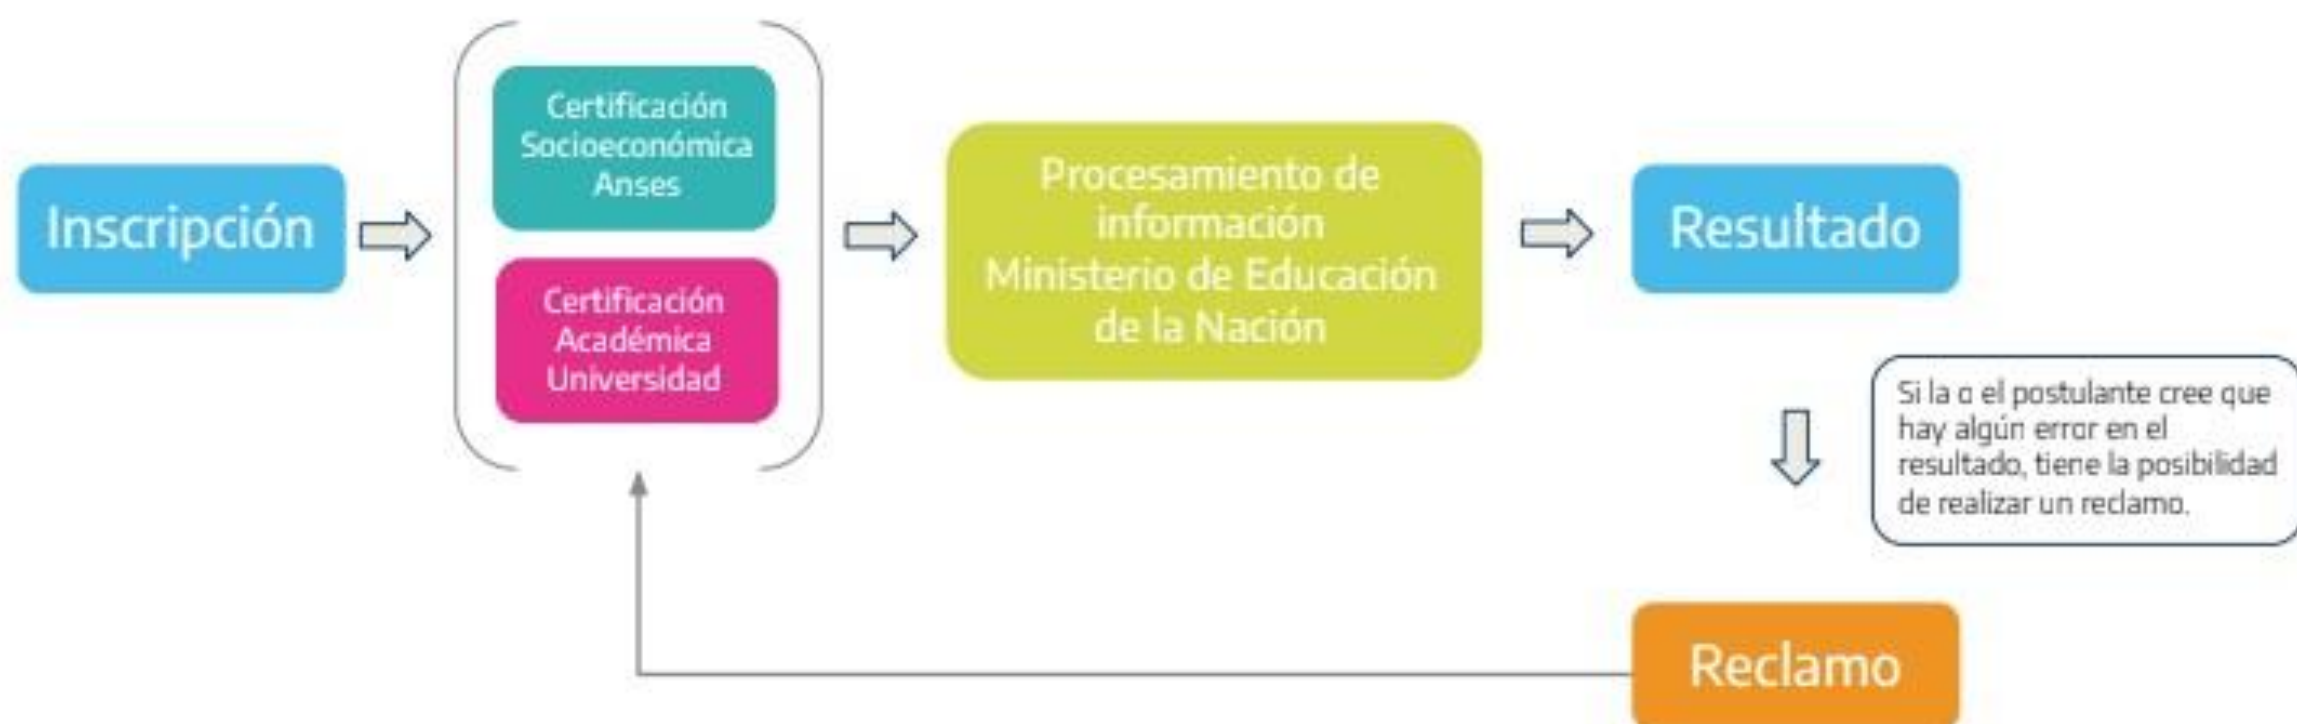 Inscripción
Certificación
Socioeconómica
Anses
Certificación
Académica
Universidad
Procesamiento de
información
Ministerio de Educación
de la Nación
Resultado
Si la o el postulante cree que
hay algún error en el
resultado, tiene la posibilidad
de realizar un reclamo.
Reclamo